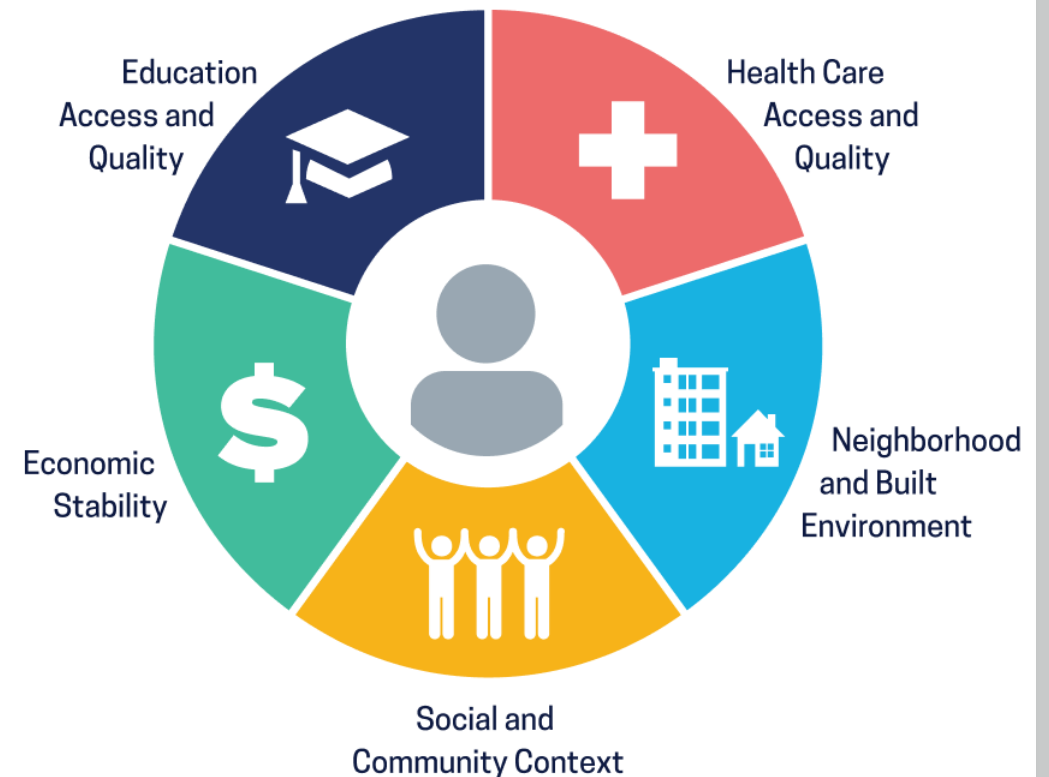 Education
Access and
Quality
Health Care
Access and
Quality
Economic
Stability
Neighborhood
and Built
Environment
Social and
Community Context